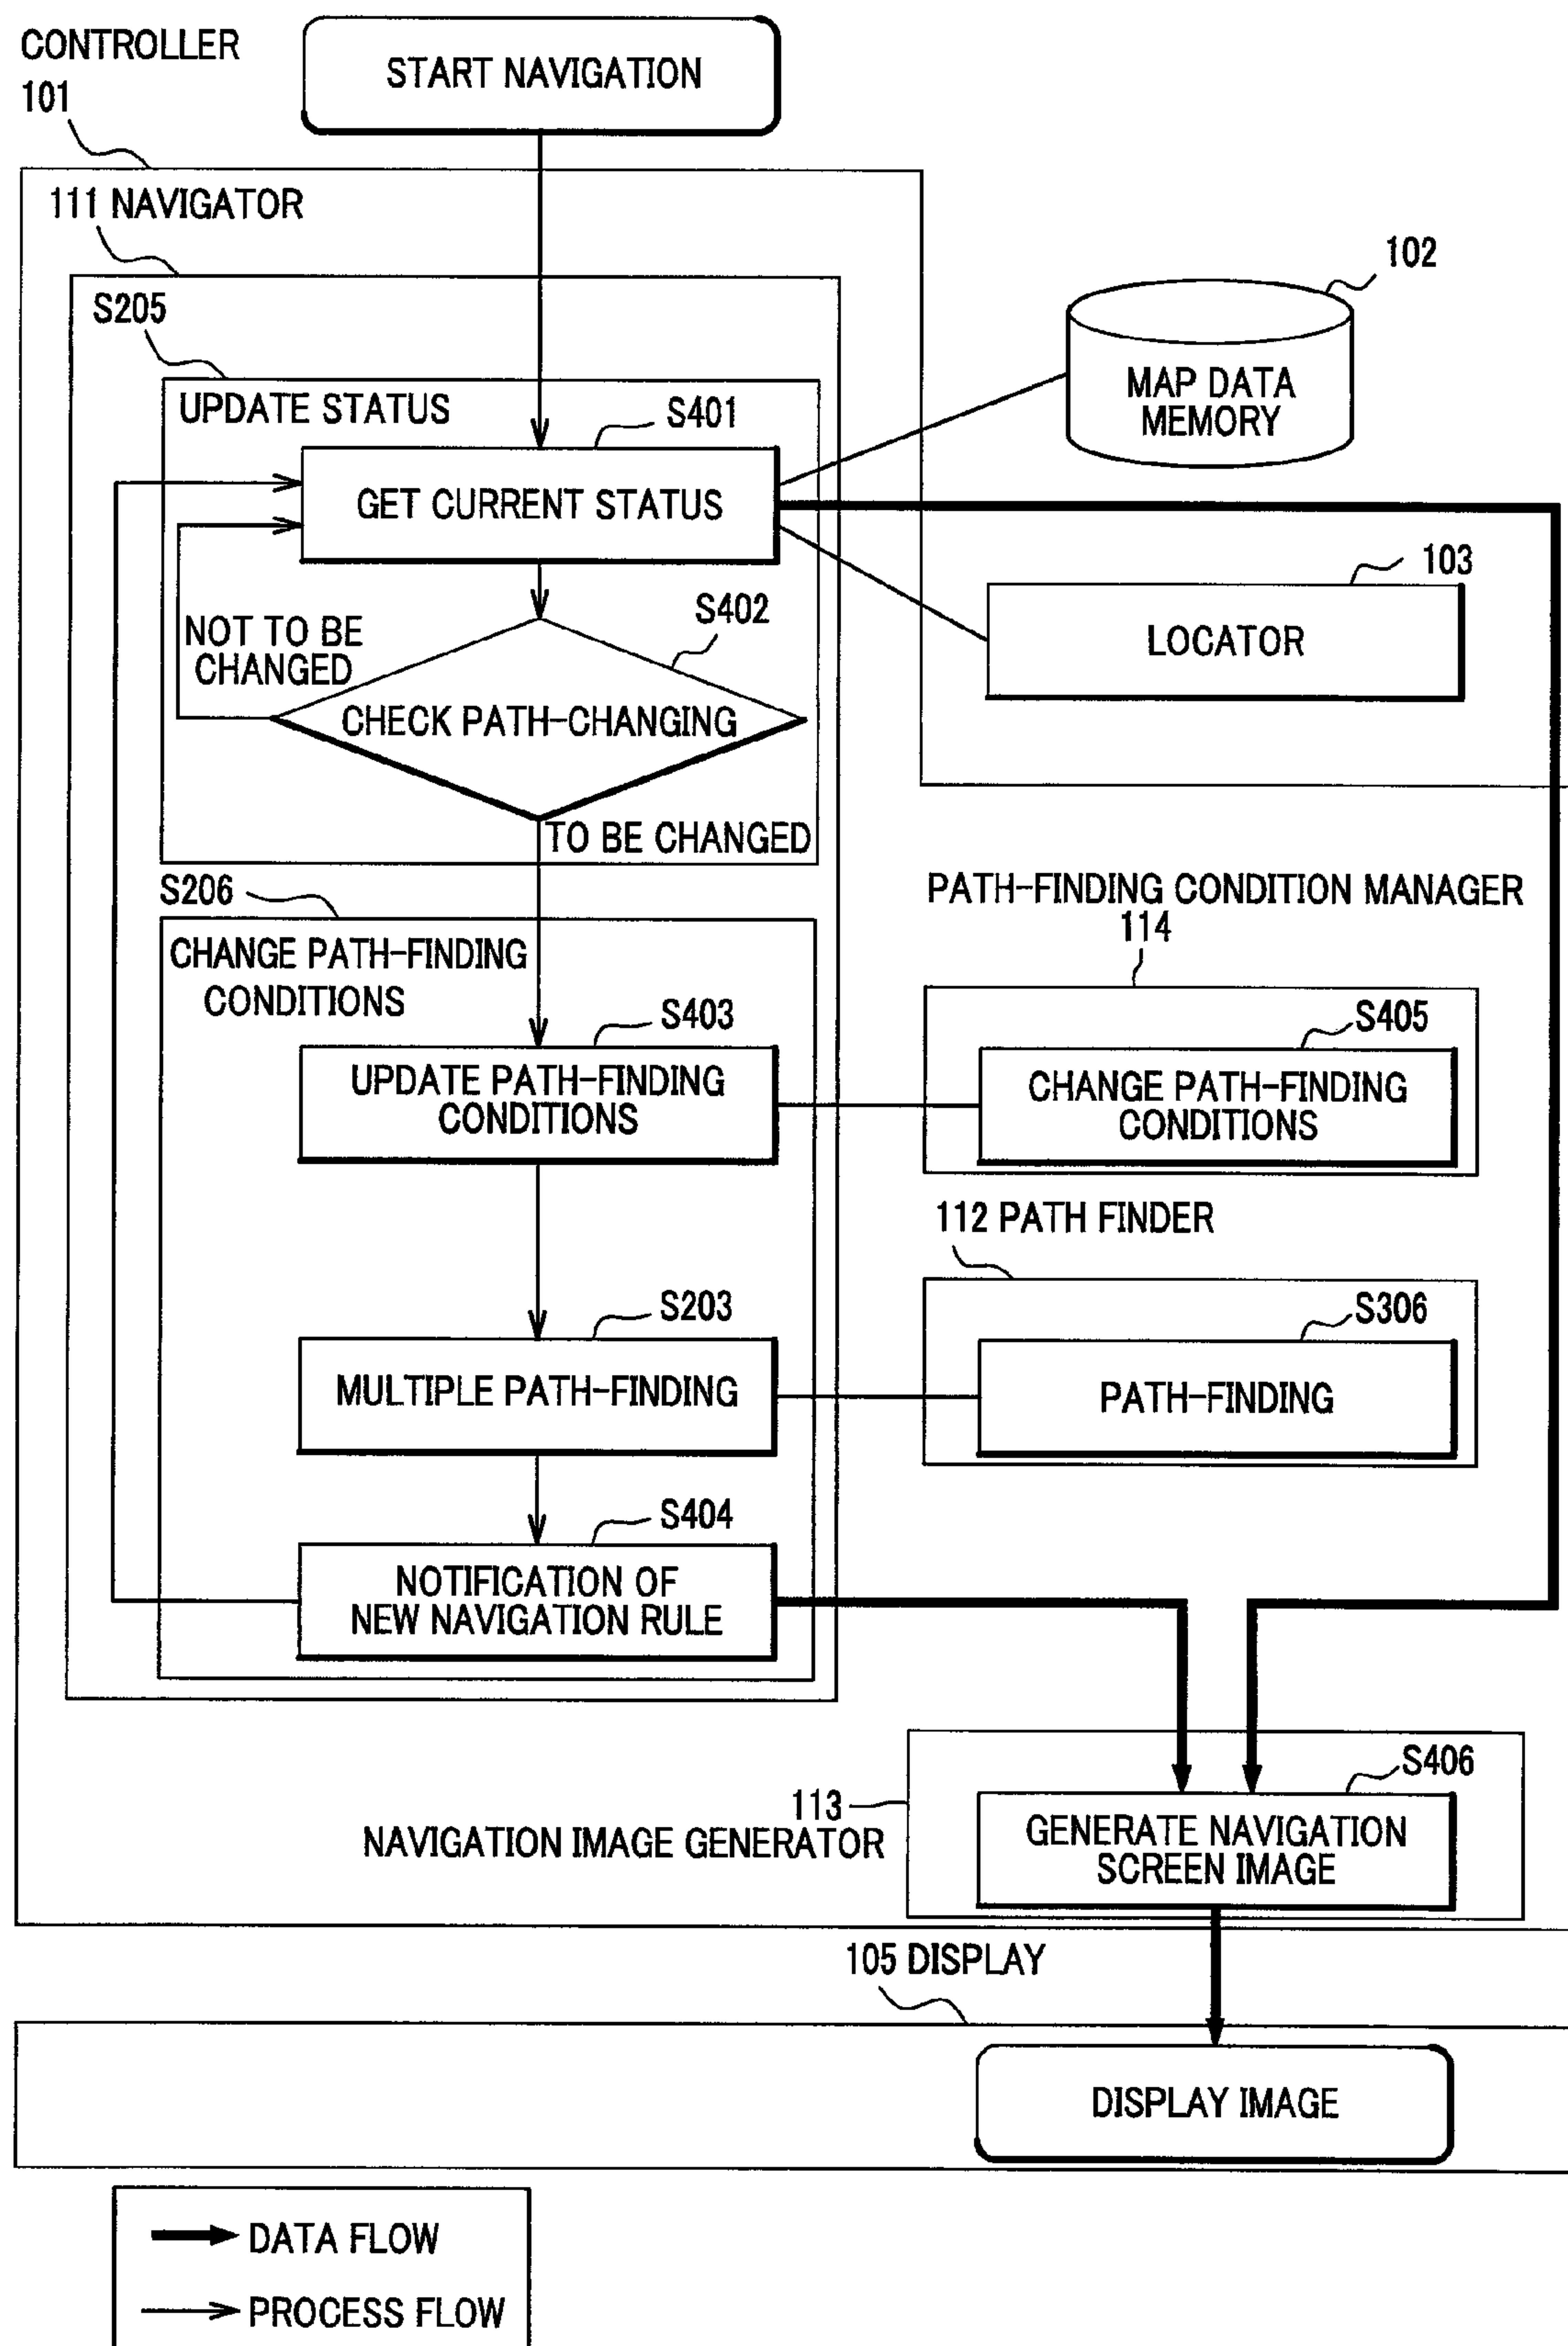 CONTROLLER
101
START NAVIGATION
111 NAVIGATOR
S205
102
UPDATE STATUS
S401
MAP DATA
MEMORY
GET CURRENT STATUS
103
S402
NOT TO BE
CHANGED
LOCATOR
CHECK PATH-CHANGING
TO BE CHANGED
S206
PATH-FINDING CONDITION MANAGER
114
CHANGE PATH-FINDING
CONDITIONS
S403
S405
UPDATE PATH-FINDING
CONDITIONS
CHANGE PATH-FINDING
CONDITIONS
112 PATH FINDER
S203
S306
MULTIPLE PATH-FINDING
PATH-FINDING
S404
NOTIFICATION OF
NEW NAVIGATION RULE
S406
113
NAVIGATION IMAGE GENERATOR
GENERATE NAVIGATION
SCREEN IMAGE
105 DISPLAY
DISPLAY IMAGE
DATA FLOW
PROCESS FLOW